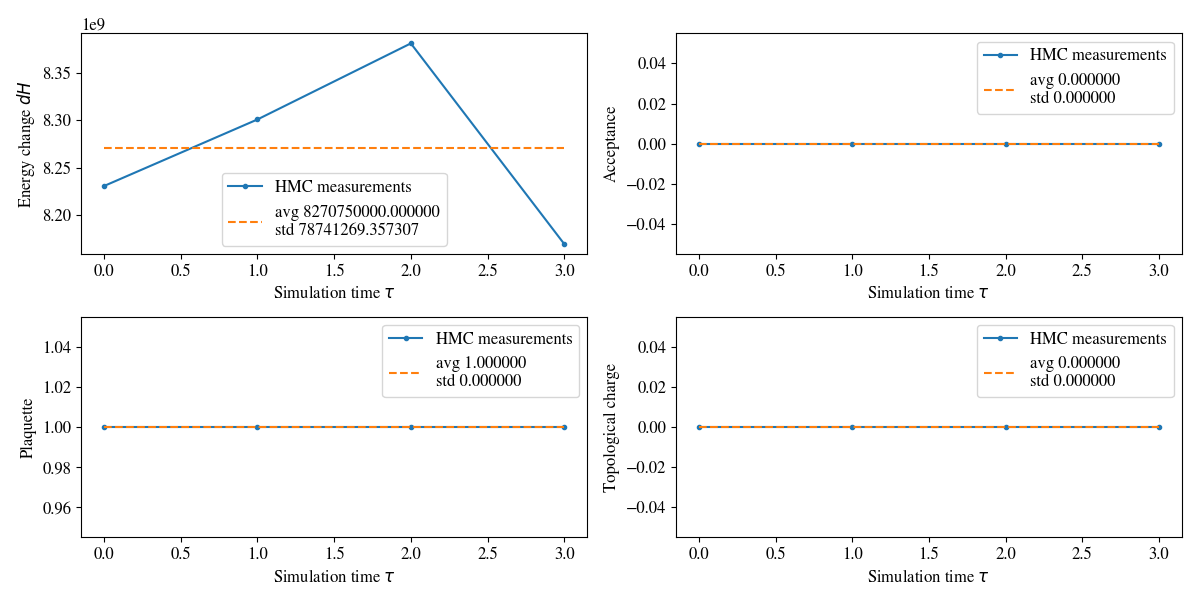 1e9
Energy change dH
8.35
8.30
8.25
8.20
HMC measurements
avg 8270750000.000000
std 78741269.357307
0.0 0.5 1.0 1.5 2.0 2.5 3.0
Simulation time τ
Acceptance
0.04
0.02
0.00
−0.02
−0.04
HMC measurements
avg 0.000000
std 0.000000
0.0 0.5 1.0 1.5 2.0 2.5 3.0
Simulation time τ
Plaquette
1.04
1.02
1.00
0.98
0.96
HMC measurements
avg 1.000000
std 0.000000
0.0 0.5 1.0 1.5 2.0 2.5 3.0
Simulation time τ
Topological charge
0.04
0.02
0.00
−0.02
−0.04
HMC measurements
avg 0.000000
std 0.000000
0.0 0.5 1.0 1.5 2.0 2.5 3.0
Simulation time τ